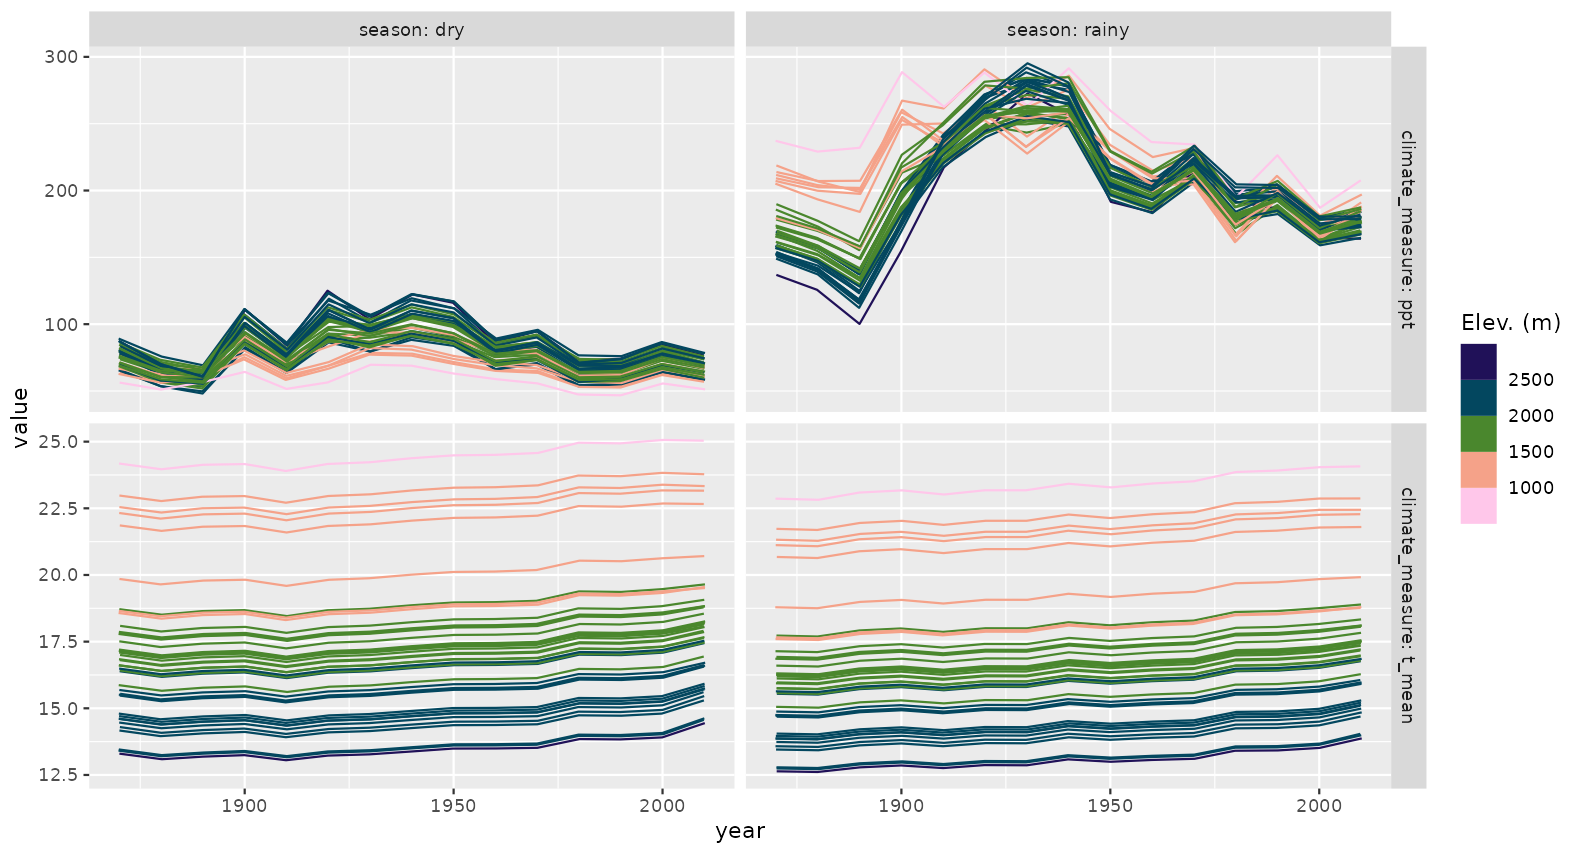 season: dry
season: rainy
300
200
100
climate_measure: ppt
25.0
22.5
20.0
17.5
15.0
12.5
climate_measure: t_mean
value
1900
1950
2000
1900
1950
2000
year
Elev. (m)
2500
2000
1500
1000